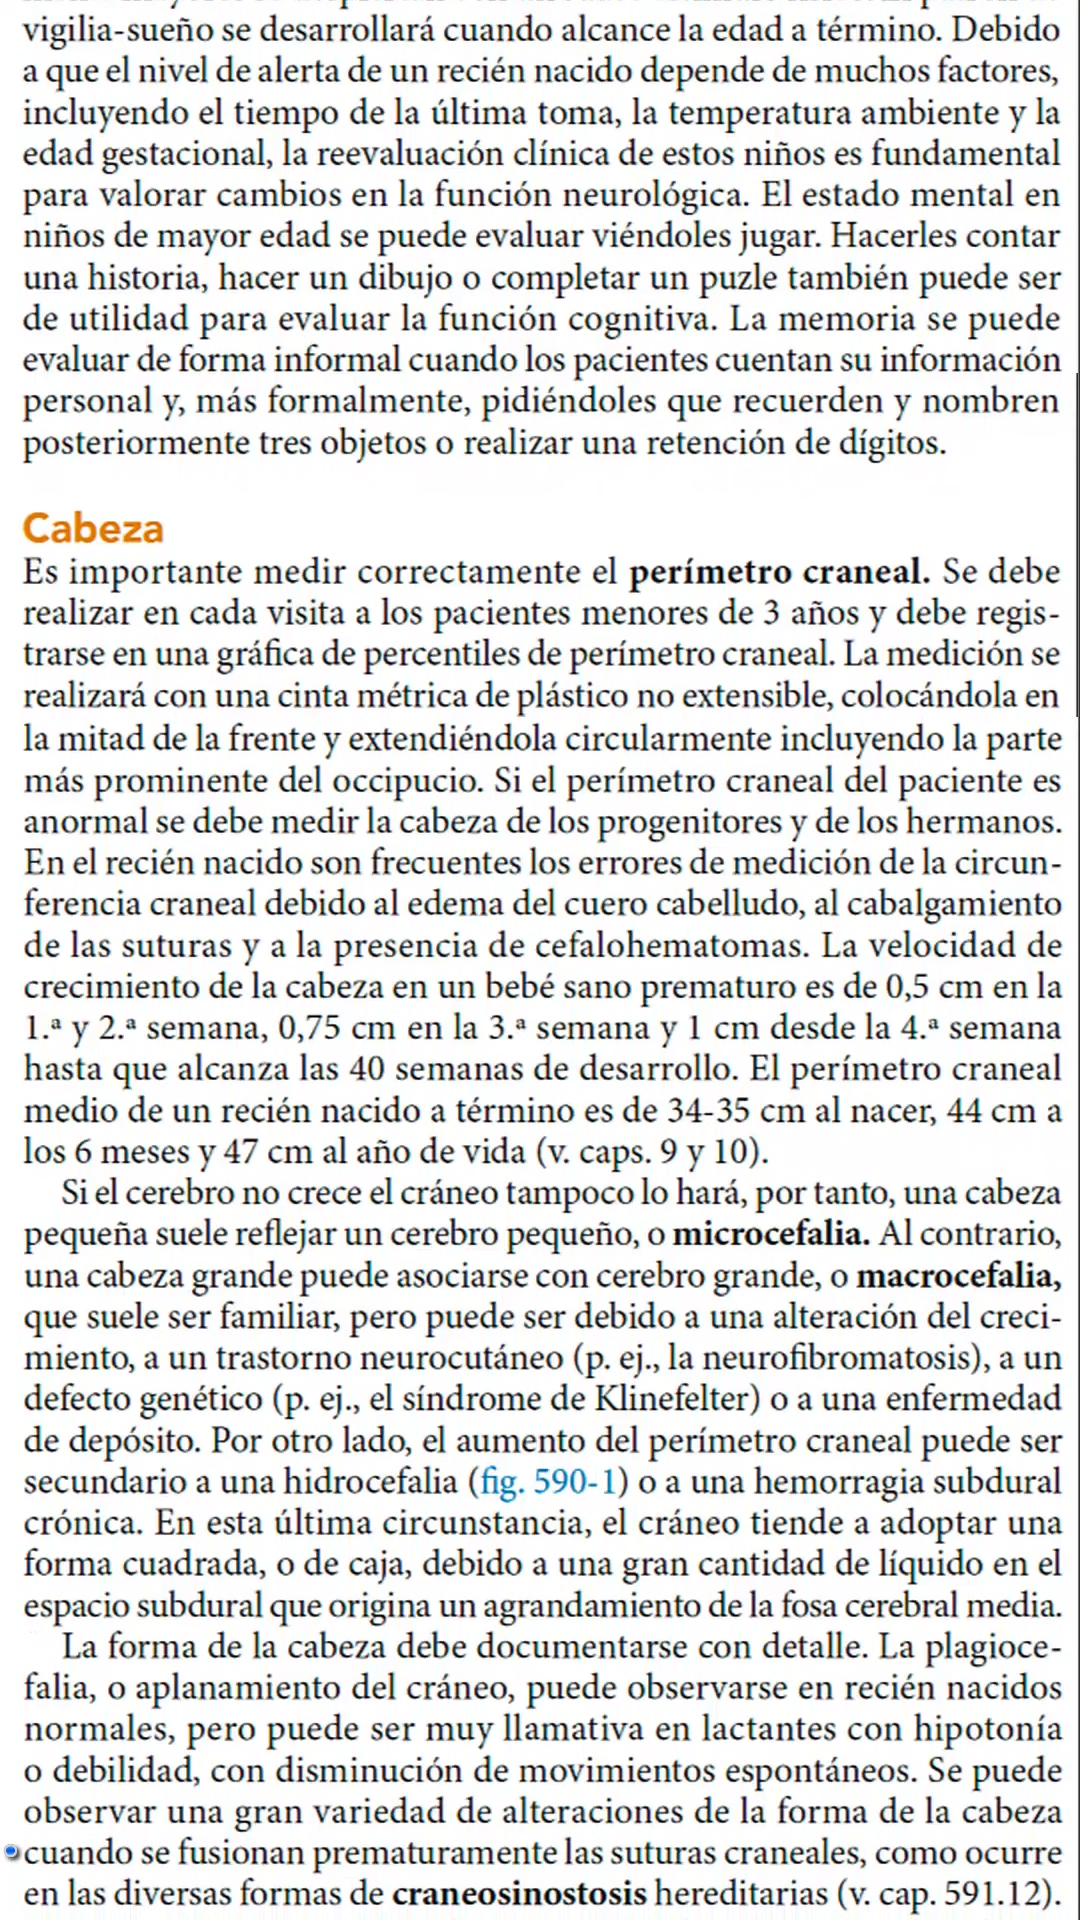 vigilia-sueño se desarrollará cuando alcance la edad a término. Debido
a que el nivel de alerta de un recién nacido depende de muchos factores,
incluyendo el tiempo de la última toma, la temperatura ambiente y la
edad gestacional, la reevaluación clínica de estos niños es fundamental
para valorar cambios en la función neurológica. El estado mental en
niños de mayor edad se puede evaluar viéndoles jugar. Hacerles contar
una historia, hacer un dibujo o completar un puzle también puede ser
de utilidad para evaluar la función cognitiva. La memoria se puede
evaluar de forma informal cuando los pacientes cuentan su información
personal y, más formalmente, pidiéndoles que recuerden y nombren
posteriormente tres objetos o realizar una retención de dígitos.
Cabeza
Es importante medir correctamente el perímetro craneal. Se debe
realizar en cada visita a los pacientes menores de 3 años y debe regis-
trarse en una gráfica de percentiles de perímetro craneal. La medición se
realizará con una cinta métrica de plástico no extensible, colocándola en
la mitad de la frente y extendiéndola circularmente incluyendo la parte
más prominente del occipucio. Si el perímetro craneal del paciente es
anormal se debe medir la cabeza de los progenitores y de los hermanos.
En el recién nacido son frecuentes los errores de medición de la circun-
ferencia craneal debido al edema del cuero cabelludo, al cabalgamiento
de las suturas y a la presencia de cefalohematomas. La velocidad de
crecimiento de la cabeza en un bebé sano prematuro es de 0,5 cm en la
1.ª y 2.ª semana, 0,75 cm en la 3.ª semana y 1 cm desde la 4.ª semana
hasta que alcanza las 40 semanas de desarrollo. El perímetro craneal
medio de un recién nacido a término es de 34-35 cm al nacer, 44 cm a
los 6 meses y 47 cm al año de vida (v. caps. 9 y 10).
Si el cerebro no crece el cráneo tampoco lo hará, por tanto, una cabeza
pequeña suele reflejar un cerebro pequeño, o microcefalia. Al contrario,
una cabeza grande puede asociarse con cerebro grande, o macrocefalia,
que suele ser familiar, pero puede ser debido a una alteración del creci-
miento, a un trastorno neurocutáneo (p. ej., la neurofibromatosis), a un
defecto genético (p. ej., el síndrome de Klinefelter) o a una enfermedad
de depósito. Por otro lado, el aumento del perímetro craneal puede ser
secundario a una hidrocefalia (fig. 590-1) o a una hemorragia subdural
crónica. En esta última circunstancia, el cráneo tiende a adoptar una
forma cuadrada, o de caja, debido a una gran cantidad de líquido en el
espacio subdural que origina un agrandamiento de la fosa cerebral media.
La forma de la cabeza debe documentarse con detalle. La plagioce-
falia, o aplanamiento del cráneo, puede observarse en recién nacidos
normales, pero puede ser muy llamativa en lactantes con hipotonía
o debilidad, con disminución de movimientos espontáneos. Se puede
observar una gran variedad de alteraciones de la forma de la cabeza
cuando se fusionan prematuramente las suturas craneales, como ocurre
en las diversas formas de craneosinostosis hereditarias (v. cap. 591.12).